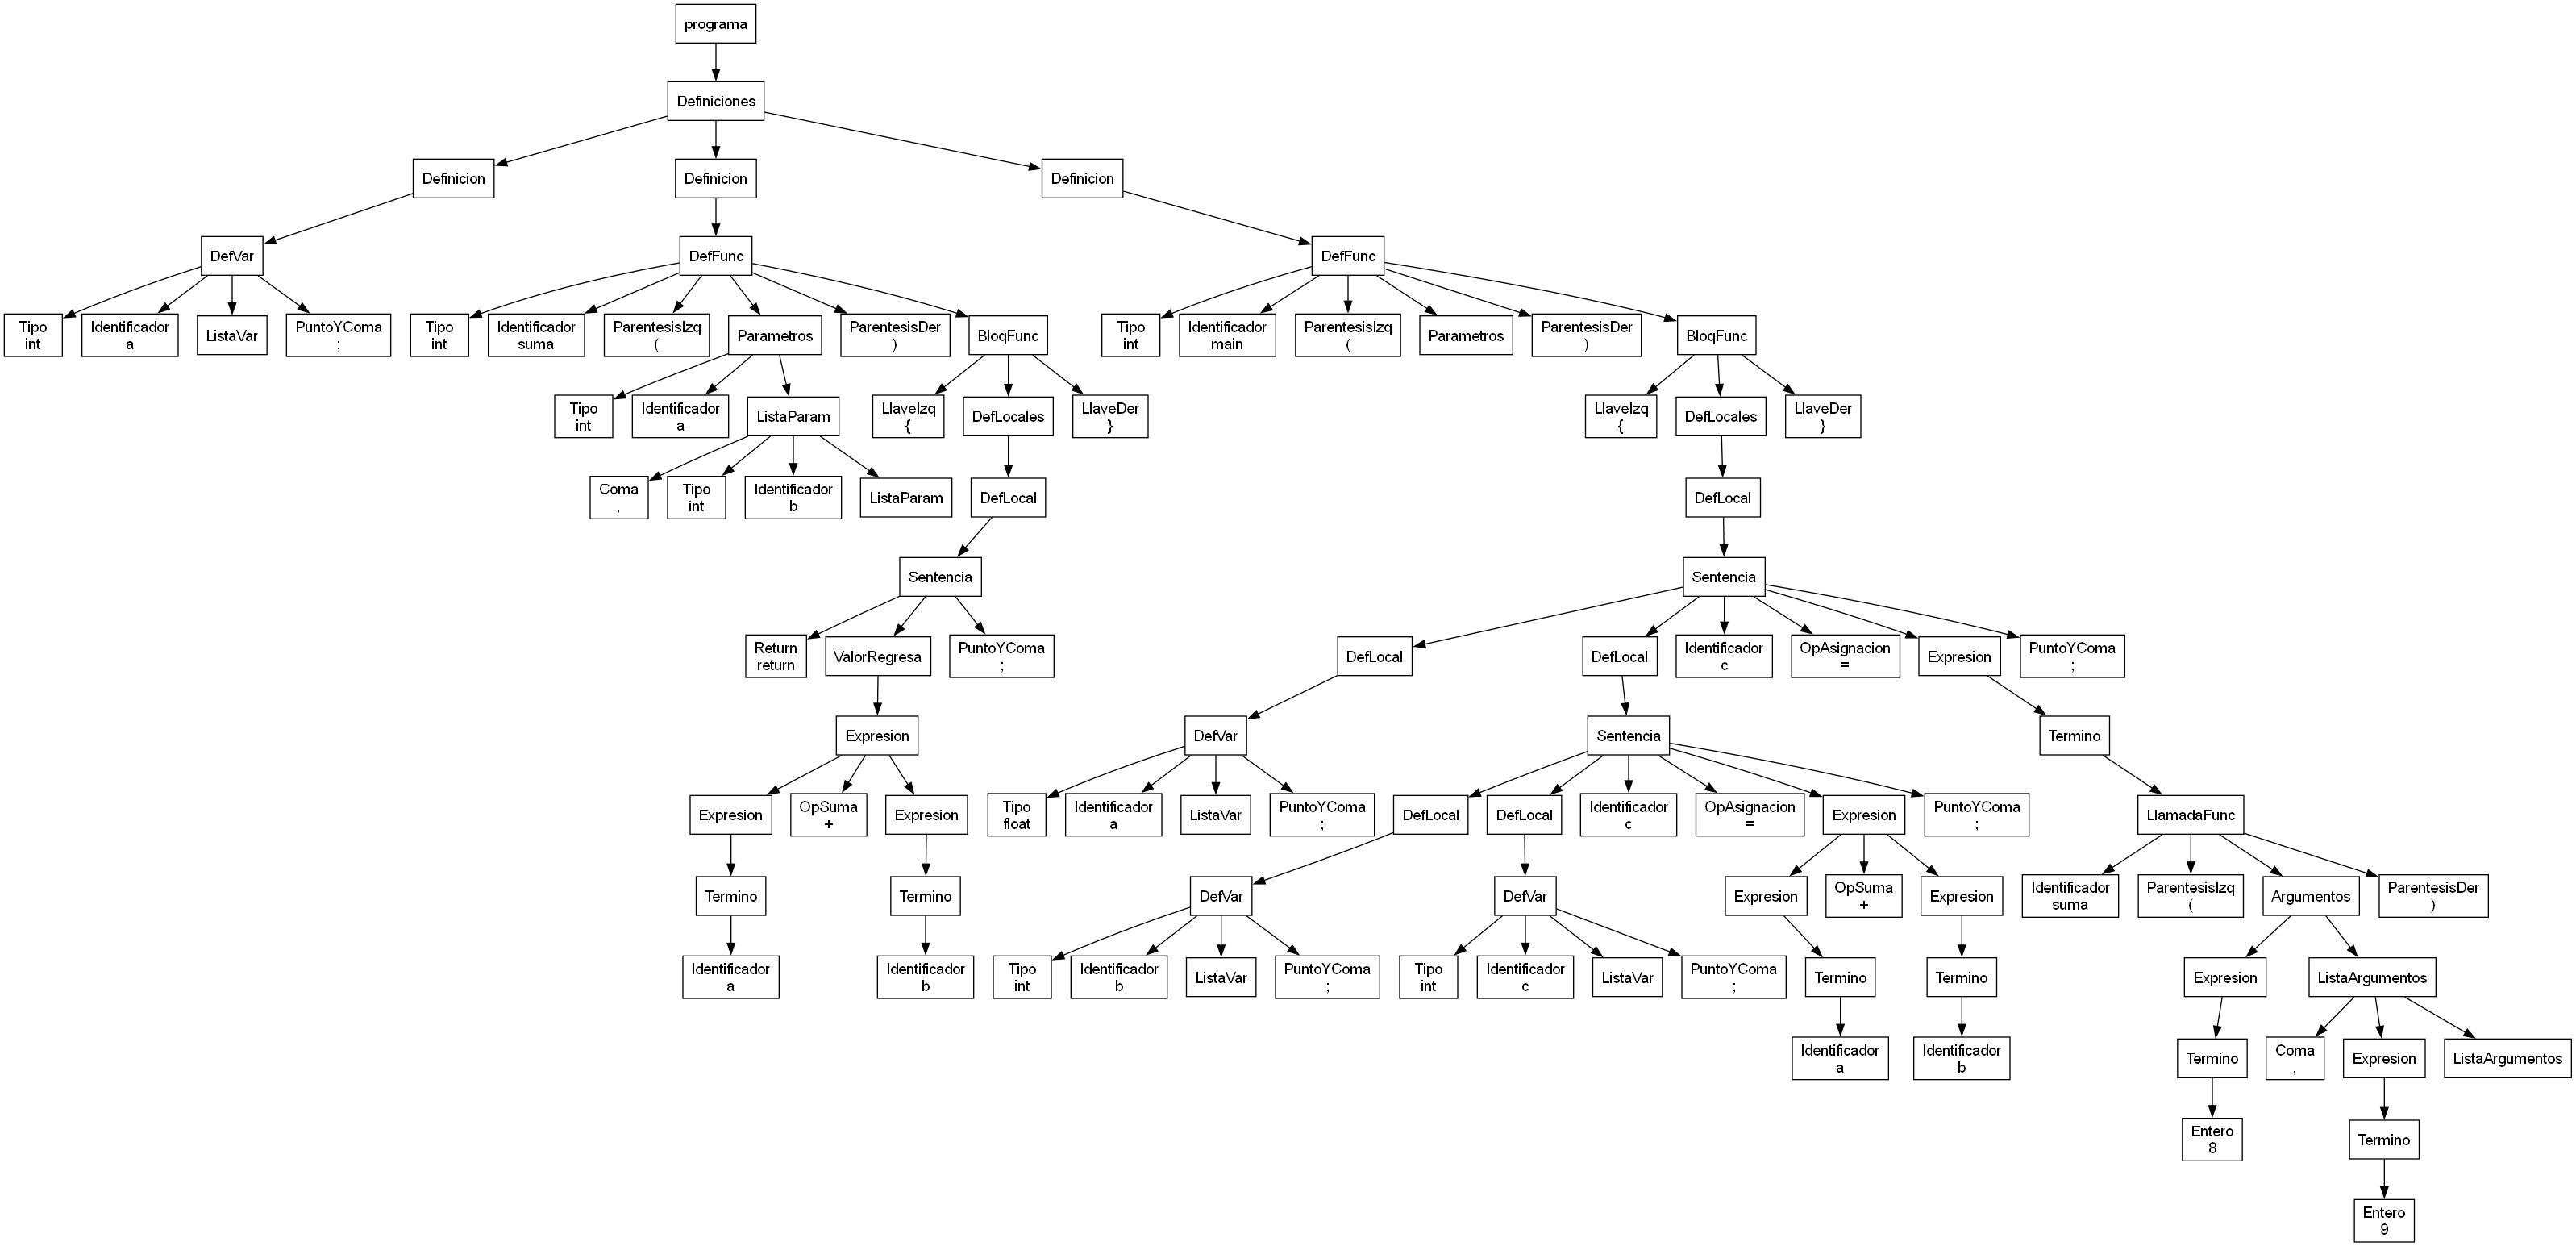 programa
Definiciones
Definicion
Definicion
Definicion
DefVar
DefFunc
DefFunc
Tipo
int
Identificador
a
ListaVar
PuntoYComa
;
Tipo
int
Identificador
suma
ParentesisIzq
(
Parametros
ParentesisDer
)
BloqFunc
Tipo
int
Identificador
main
ParentesisIzq
(
Parametros
ParentesisDer
)
BloqFunc
Tipo
int
Identificador
a
ListaParam
LlaveIzq
{
DefLocales
LlaveDer
}
LlaveIzq
{
DefLocales
LlaveDer
}
Coma
,
Tipo
int
Identificador
b
ListaParam
DefLocal
DefLocal
Sentencia
Sentencia
Return
return
ValorRegresa
PuntoYComa
;
DefLocal
DefLocal
Identificador
c
OpAsignacion
=
Expresion
PuntoYComa
;
Expresion
DefVar
Sentencia
Termino
Expresion
OpSuma
+
Expresion
Tipo
float
Identificador
a
ListaVar
PuntoYComa
;
DefLocal
DefLocal
Identificador
c
OpAsignacion
=
Expresion
PuntoYComa
;
LlamadaFunc
Termino
Termino
DefVar
DefVar
Expresion
OpSuma
+
Expresion
Identificador
suma
ParentesisIzq
(
Argumentos
ParentesisDer
)
Identificador
a
Identificador
b
Tipo
int
Identificador
b
ListaVar
PuntoYComa
;
Tipo
int
Identificador
c
ListaVar
PuntoYComa
;
Termino
Termino
Expresion
ListaArgumentos
Identificador
a
Identificador
b
Termino
Coma
,
Expresion
ListaArgumentos
Entero
8
Termino
Entero
9